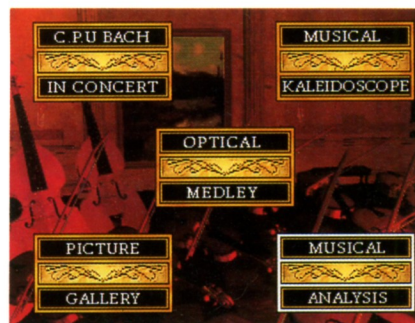 C.P.U BACH
IN CONCERT
MUSICAL
KALEIDOSCOPE
OPTICAL
MEDLEY
PICTURE
GALLERY
MUSICAL
ANALYSIS